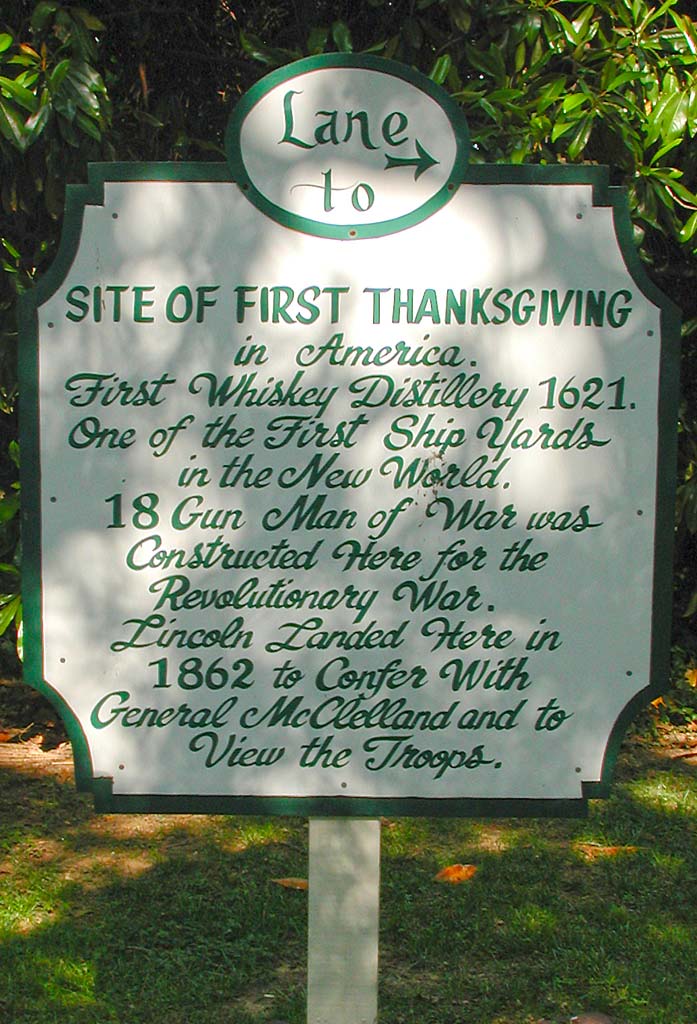 Lane
to
SITE OF FIRST THANKSGIVING
in America.
First Whiskey Distillery 1621.
One of the First Ship Yards
in the New World.
18 Gun Man of War was
Constructed Here for the
Revolutionary War.
Lincoln Landed Here in
1862 to Confer With
General McClelland and to
View the Troops.